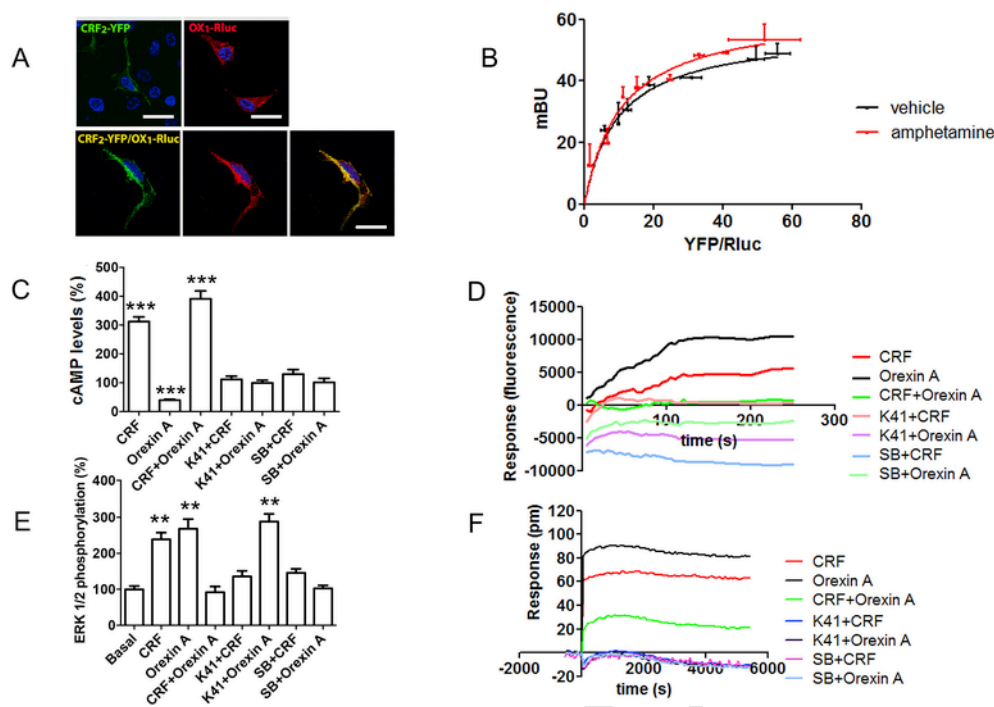 A
CRF2-YFP
OX1-Rluc
CRF2-YFP/OX1-Rluc
B
mBU
60
40
20
0
0
20
40
60
80
YFP/Rluc
vehicle
amphetamine
C
cAMP levels (%)
500
400
300
200
100
0
***
***
***
CRF
Orexin A
CRF+Orexin A
K41+CRF
K41+Orexin A
SB+CRF
SB+Orexin A
D
Response (fluorescence)
15000
10000
5000
0
-5000
-10000
100
200
300
time (s)
CRF
Orexin A
CRF+Orexin A
K41+CRF
K41+Orexin A
SB+CRF
SB+Orexin A
E
ERK 1/2 phosphorylation (%)
400
300
200
100
0
**
**
**
Basal
CRF
Orexin A
CRF+Orexin A
K41+CRF
K41+Orexin A
SB+CRF
SB+Orexin A
F
Response (pm)
120
100
80
60
40
20
-20
-2000
2000
4000
6000
time (s)
CRF
Orexin A
CRF+Orexin A
K41+CRF
K41+Orexin A
SB+CRF
SB+Orexin A